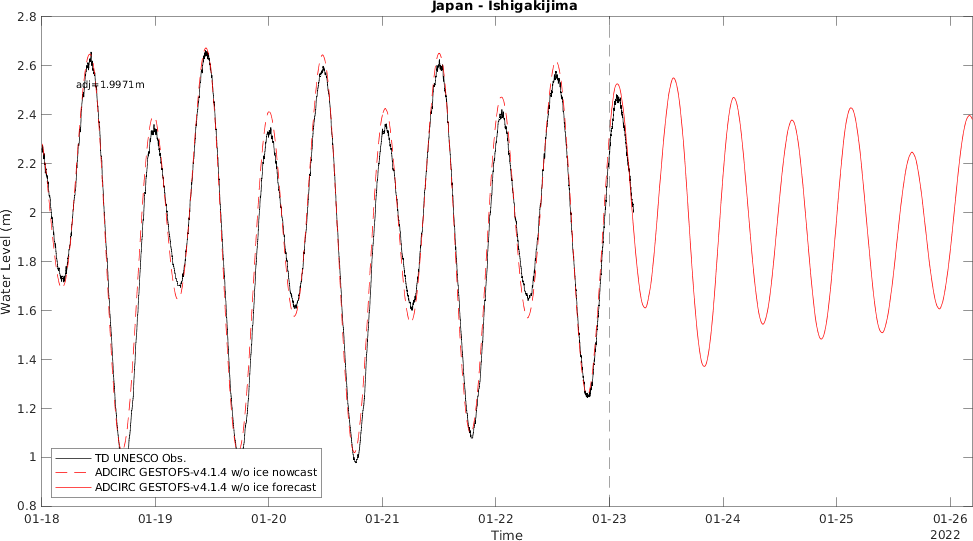 Japan - Ishigakijima
2.8
2.6
2.4
2.2
2
1.8
1.6
1.4
1.2
1
0.8
Water Level (m)
adj=1.9971m
TD UNESCO Obs.
ADCIRC GESTOFS-v4.1.4 w/o ice nowcast
ADCIRC GESTOFS-v4.1.4 w/o ice forecast
01-18 01-19 01-20 01-21 01-22 01-23 01-24 01-25 01-26
Time
2022